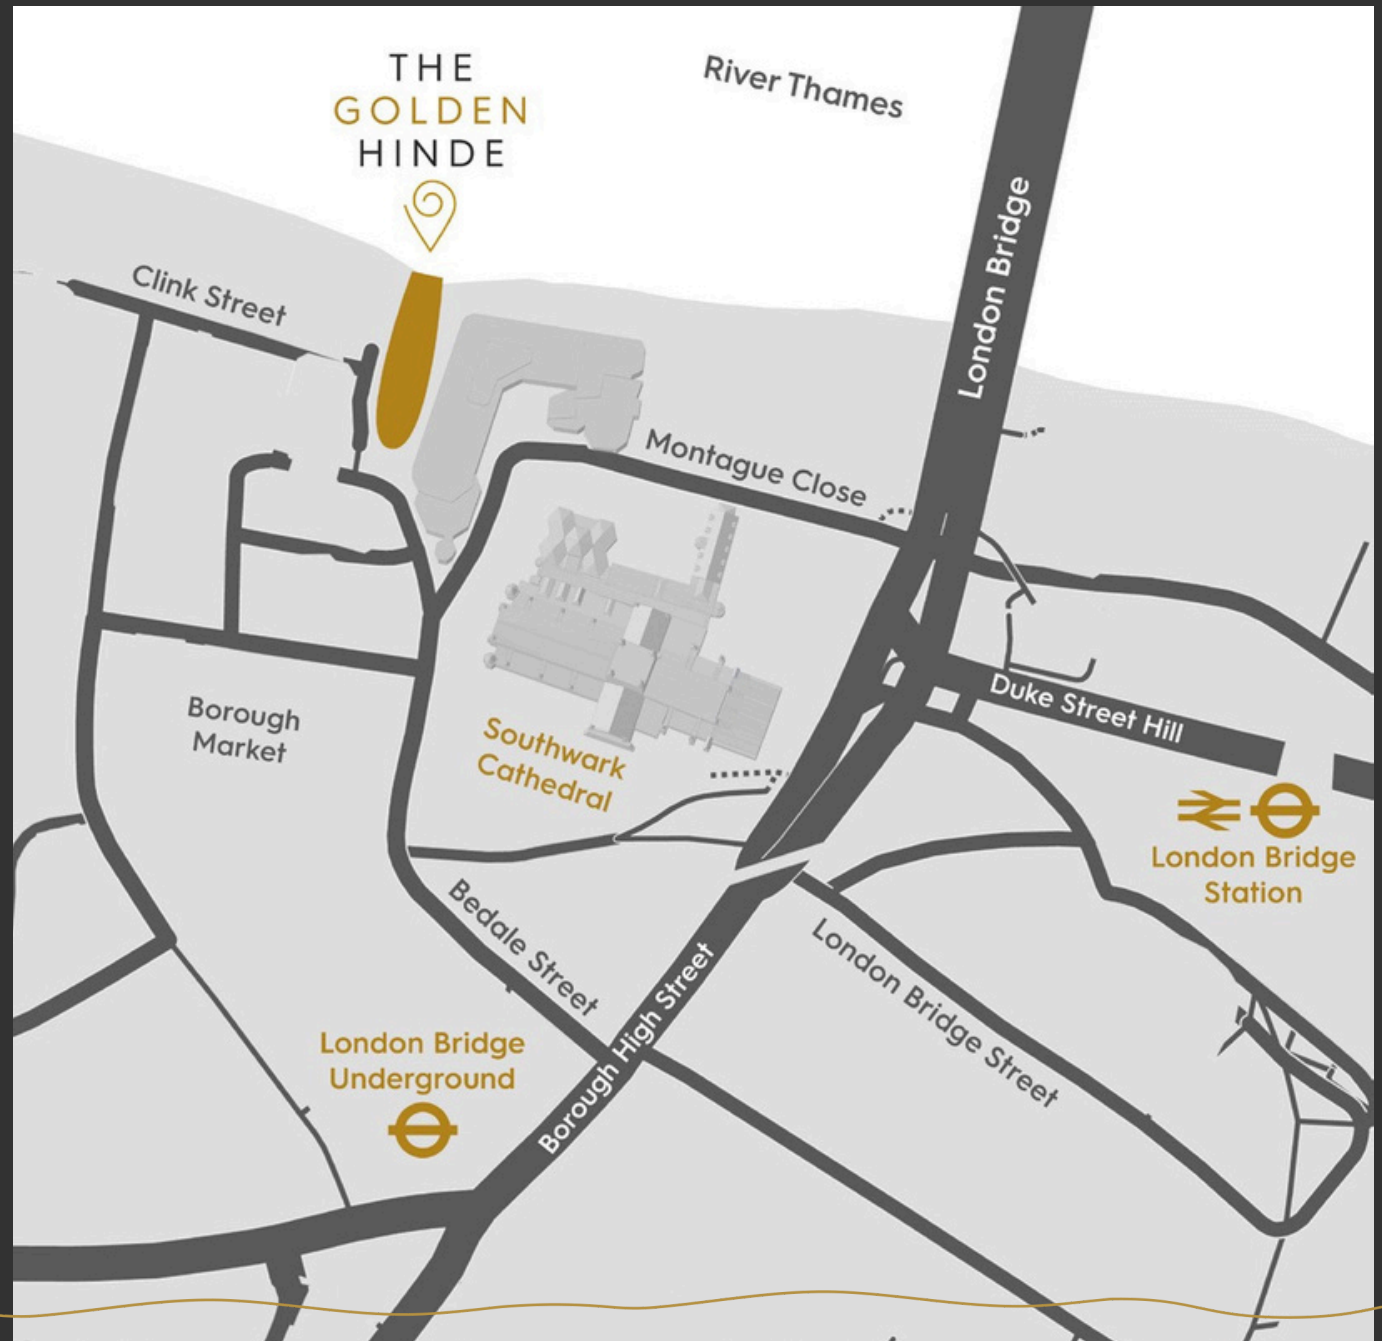 THE
GOLDEN
HINDE
River Thames
London Bridge
Clink Street
Montague Close
Duke Street Hill
Borough
Market
Southwark
Cathedral
London Bridge
Station
Bedale Street
London Bridge Street
Borough High Street
London Bridge
Underground